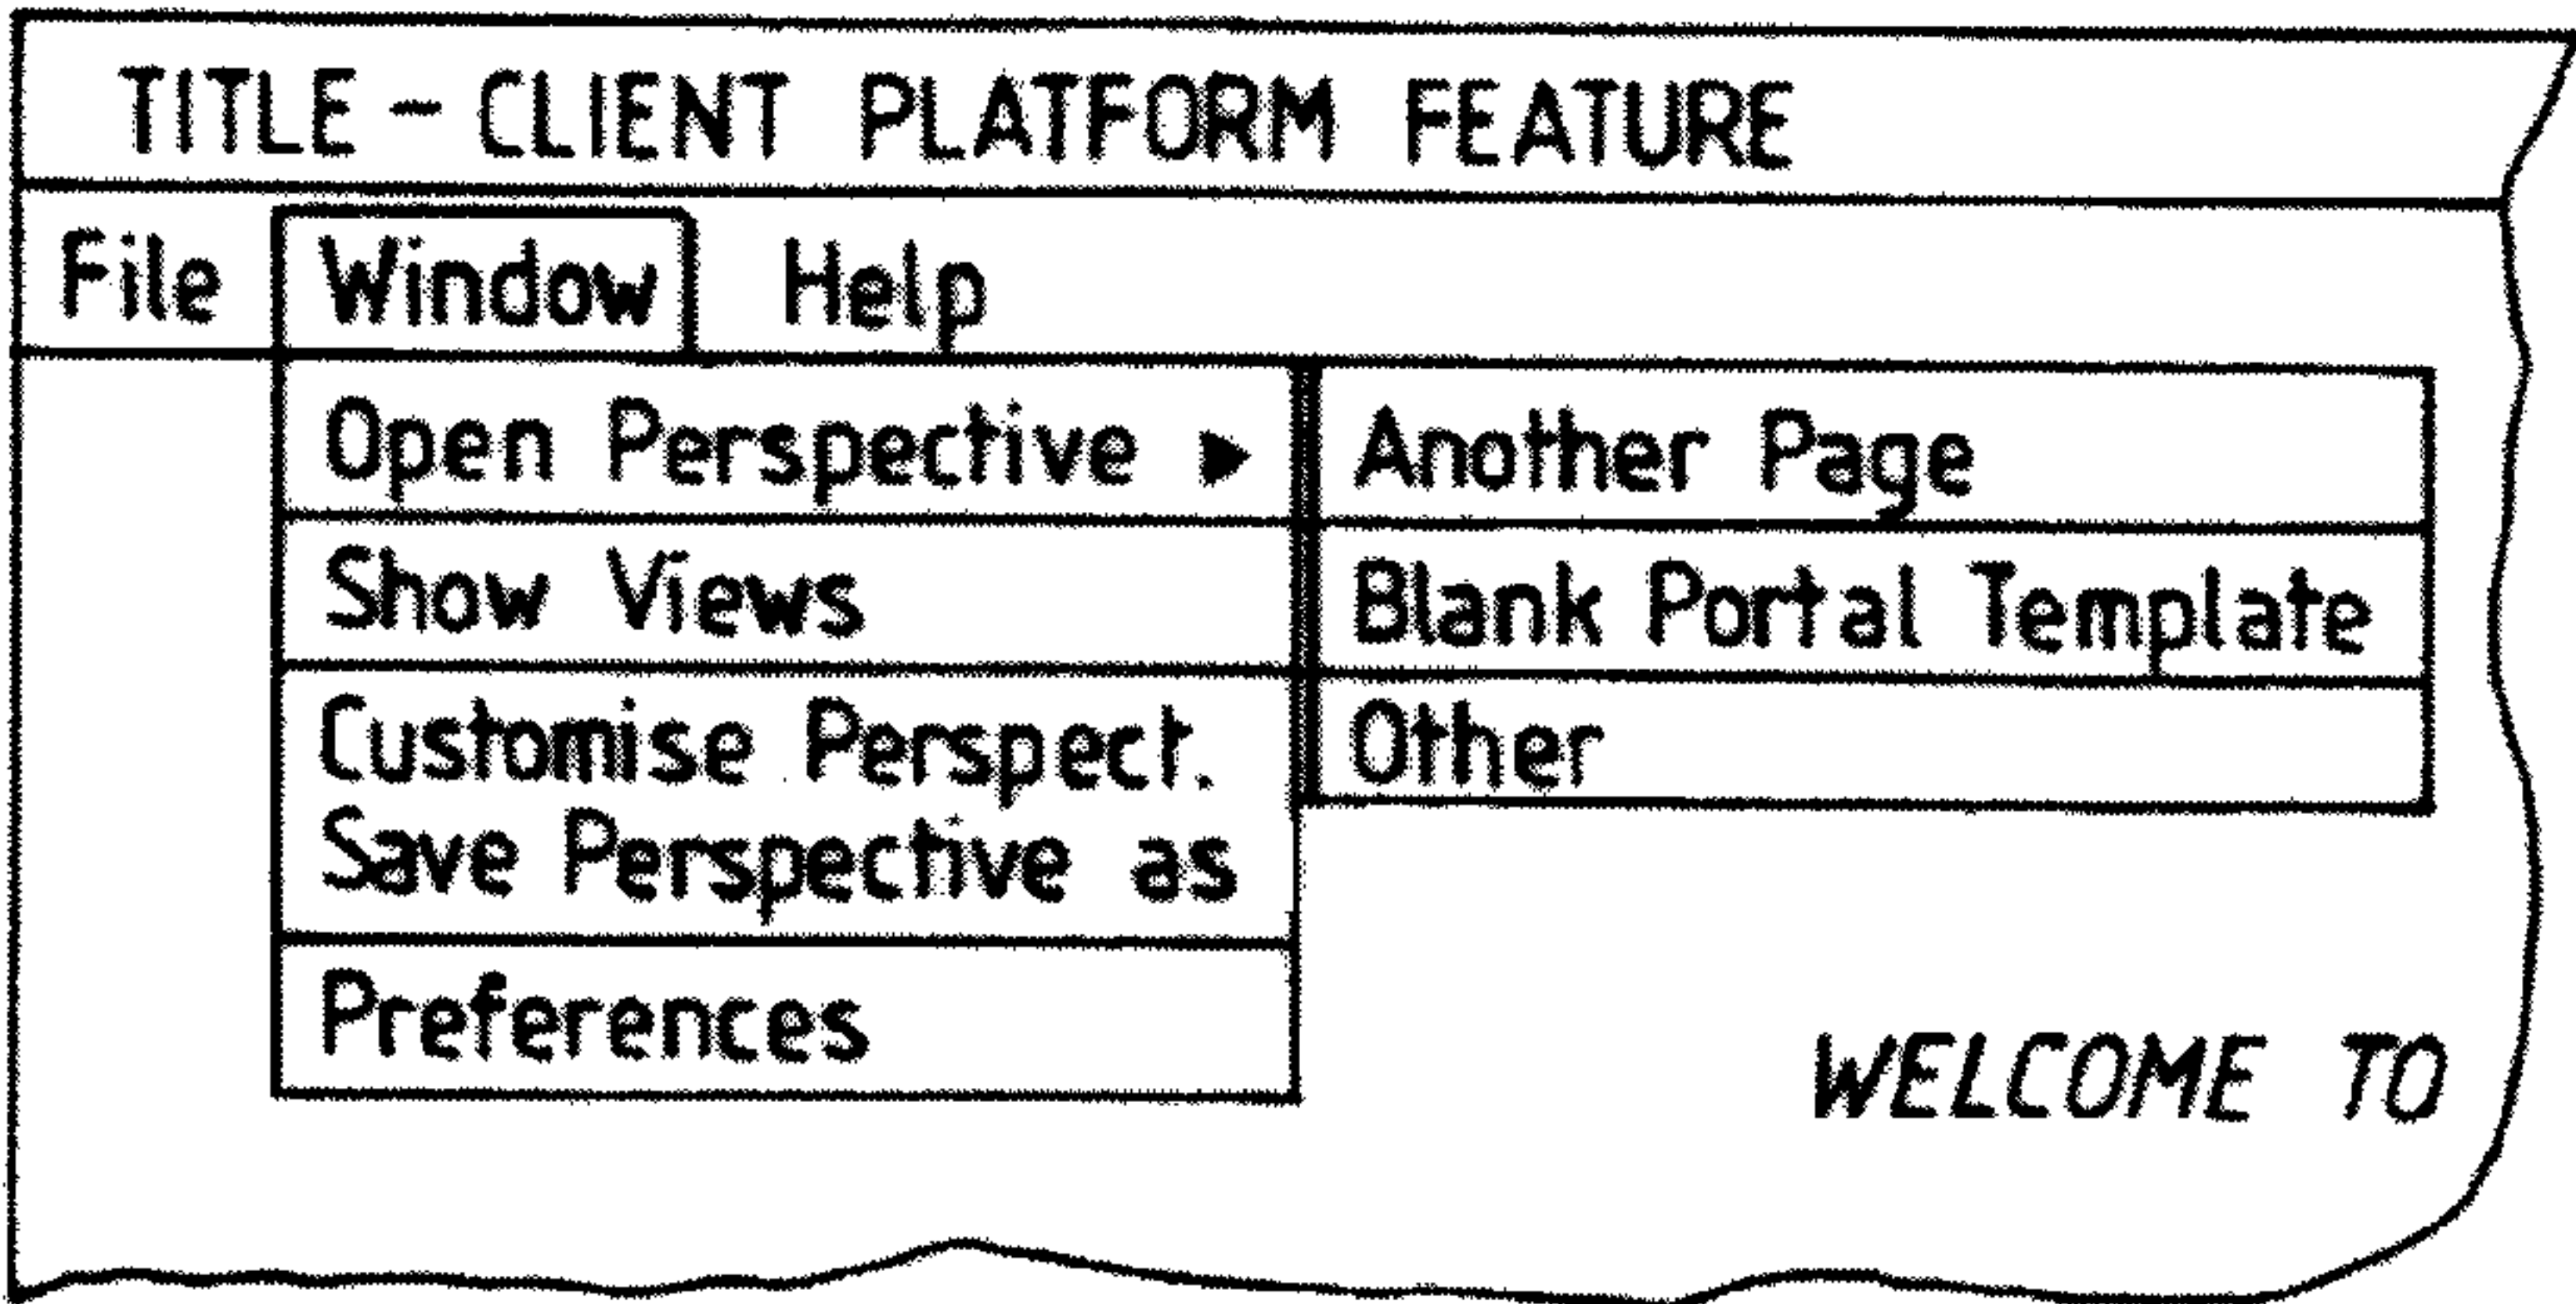 TITLE - CLIENT PLATFORM FEATURE
File Window Help
Open Perspective ▶
Show Views
Customise Perspect.
Save Perspective as
Preferences
Another Page
Blank Portal Template
Other
WELCOME TO